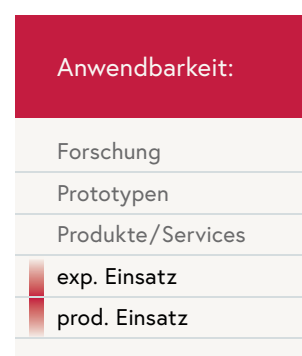 Anwendbarkeit:
Forschung
Prototypen
Produkte/Services
exp. Einsatz
prod. Einsatz